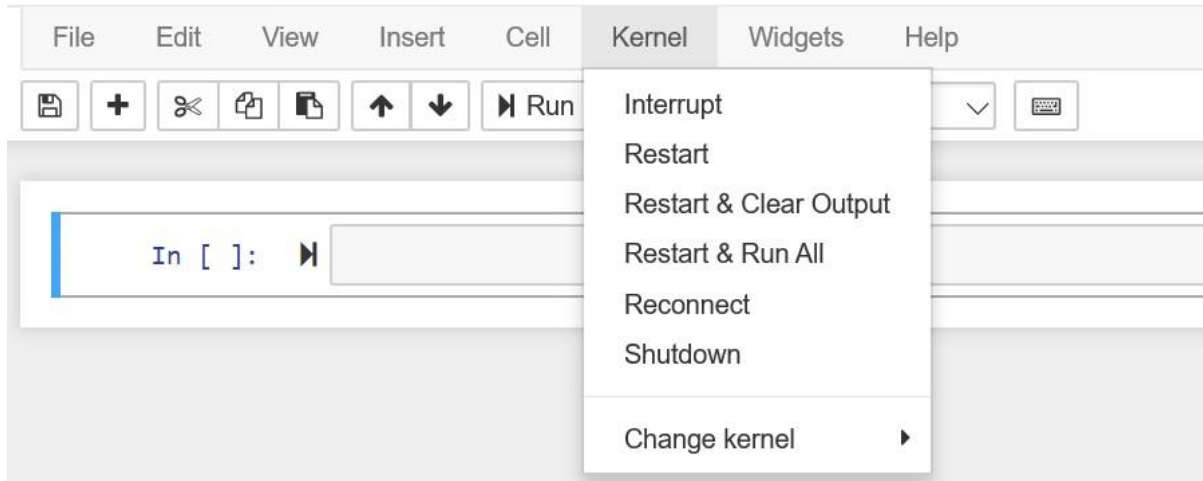 File Edit View Insert Cell Kernel Widgets Help
Run
Interrupt
Restart
Restart & Clear Output
In [ ]:
Restart & Run All
Reconnect
Shutdown
Change kernel